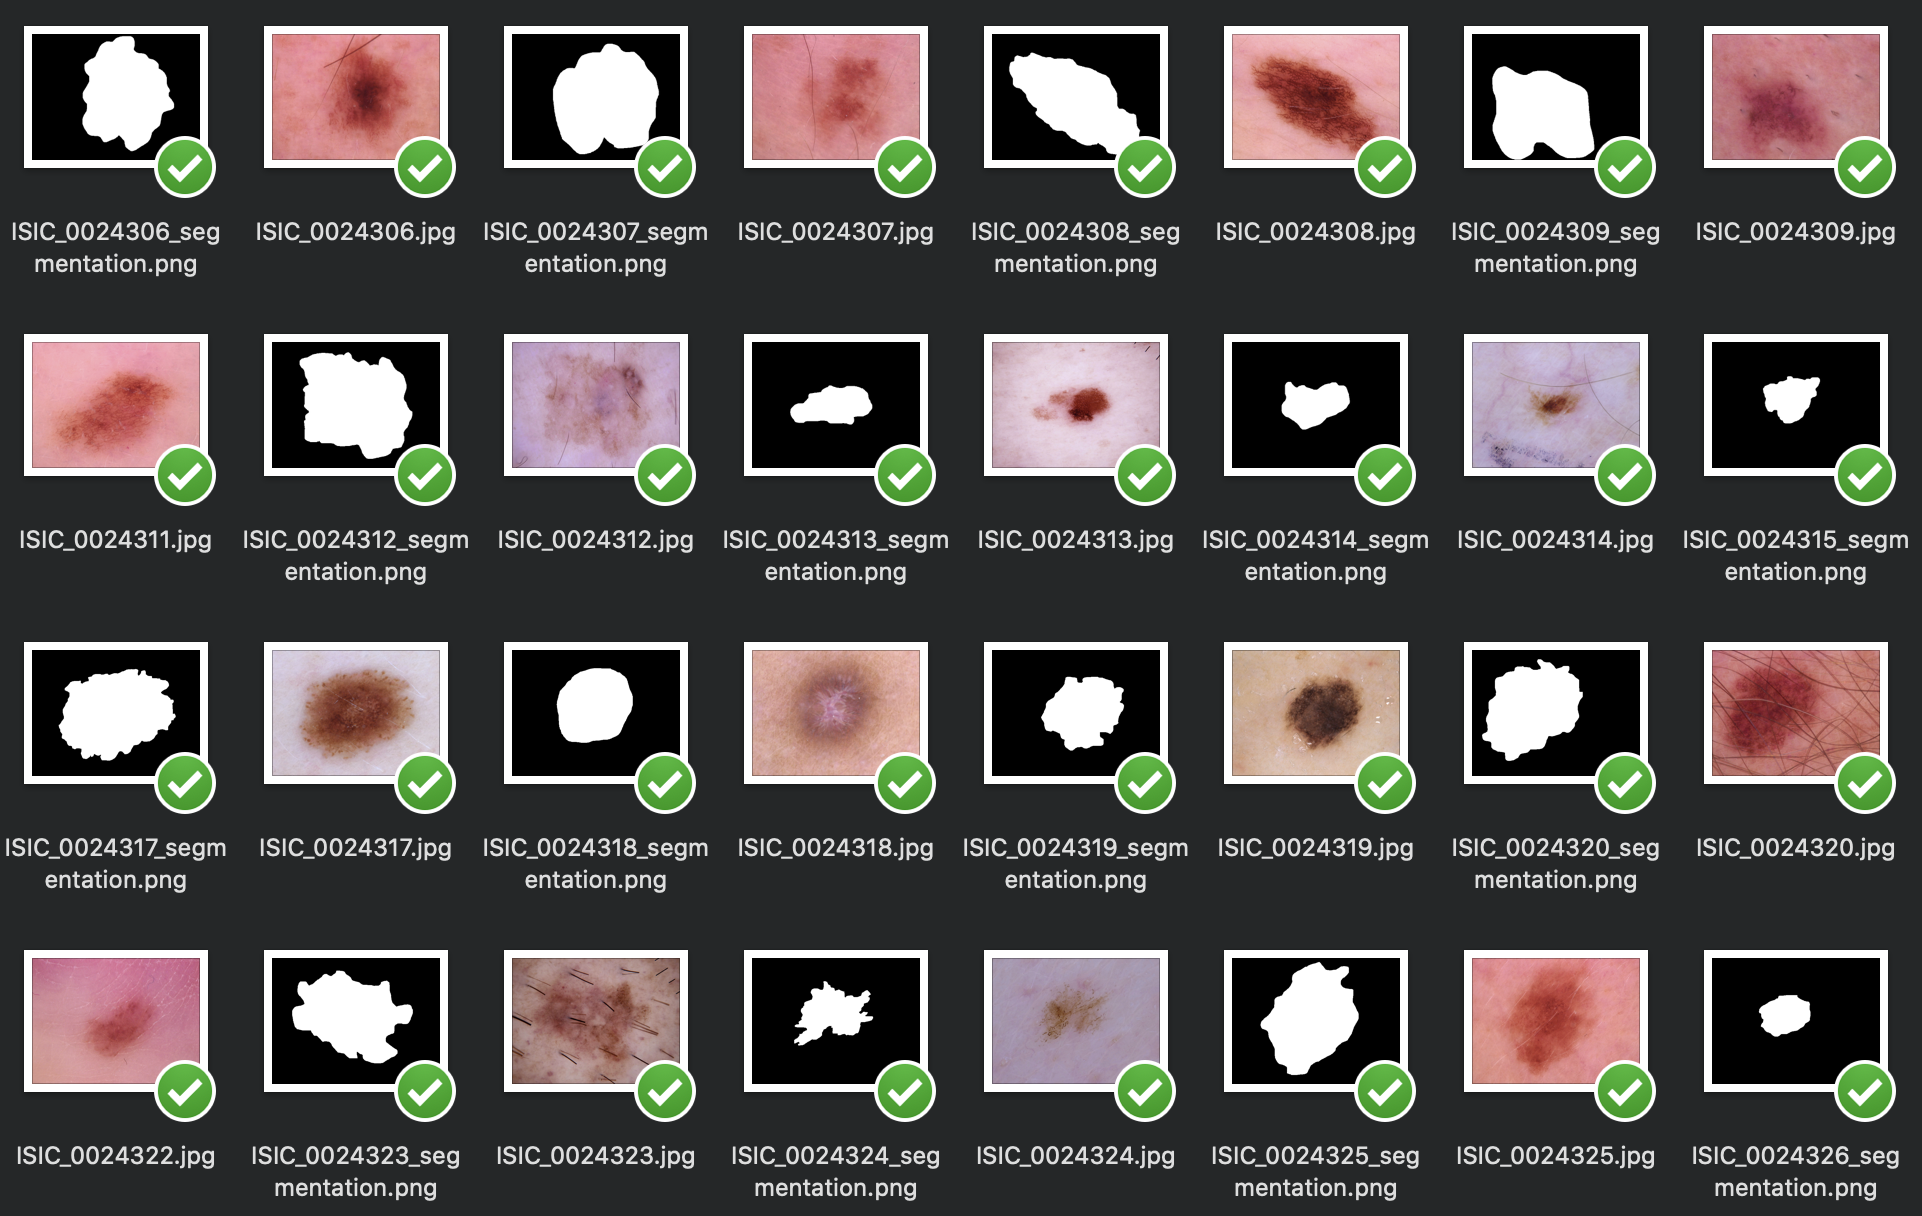 ISIC_0024306_seg
mentation.png
ISIC_0024306.jpg
ISIC_0024307_segm
entation.png
ISIC_0024307.jpg
ISIC_0024308_seg
mentation.png
ISIC_0024308.jpg
ISIC_0024309_seg
mentation.png
ISIC_0024309.jpg
ISIC_0024311.jpg
ISIC_0024312_segm
entation.png
ISIC_0024312.jpg
ISIC_0024313_segm
entation.png
ISIC_0024313.jpg
ISIC_0024314_segm
entation.png
ISIC_0024314.jpg
ISIC_0024315_segm
entation.png
ISIC_0024317_segm
entation.png
ISIC_0024317.jpg
ISIC_0024318_segm
entation.png
ISIC_0024318.jpg
ISIC_0024319_segm
entation.png
ISIC_0024319.jpg
ISIC_0024320_seg
mentation.png
ISIC_0024320.jpg
ISIC_0024322.jpg
ISIC_0024323_seg
mentation.png
ISIC_0024323.jpg
ISIC_0024324_seg
mentation.png
ISIC_0024324.jpg
ISIC_0024325_seg
mentation.png
ISIC_0024325.jpg
ISIC_0024326_seg
mentation.png